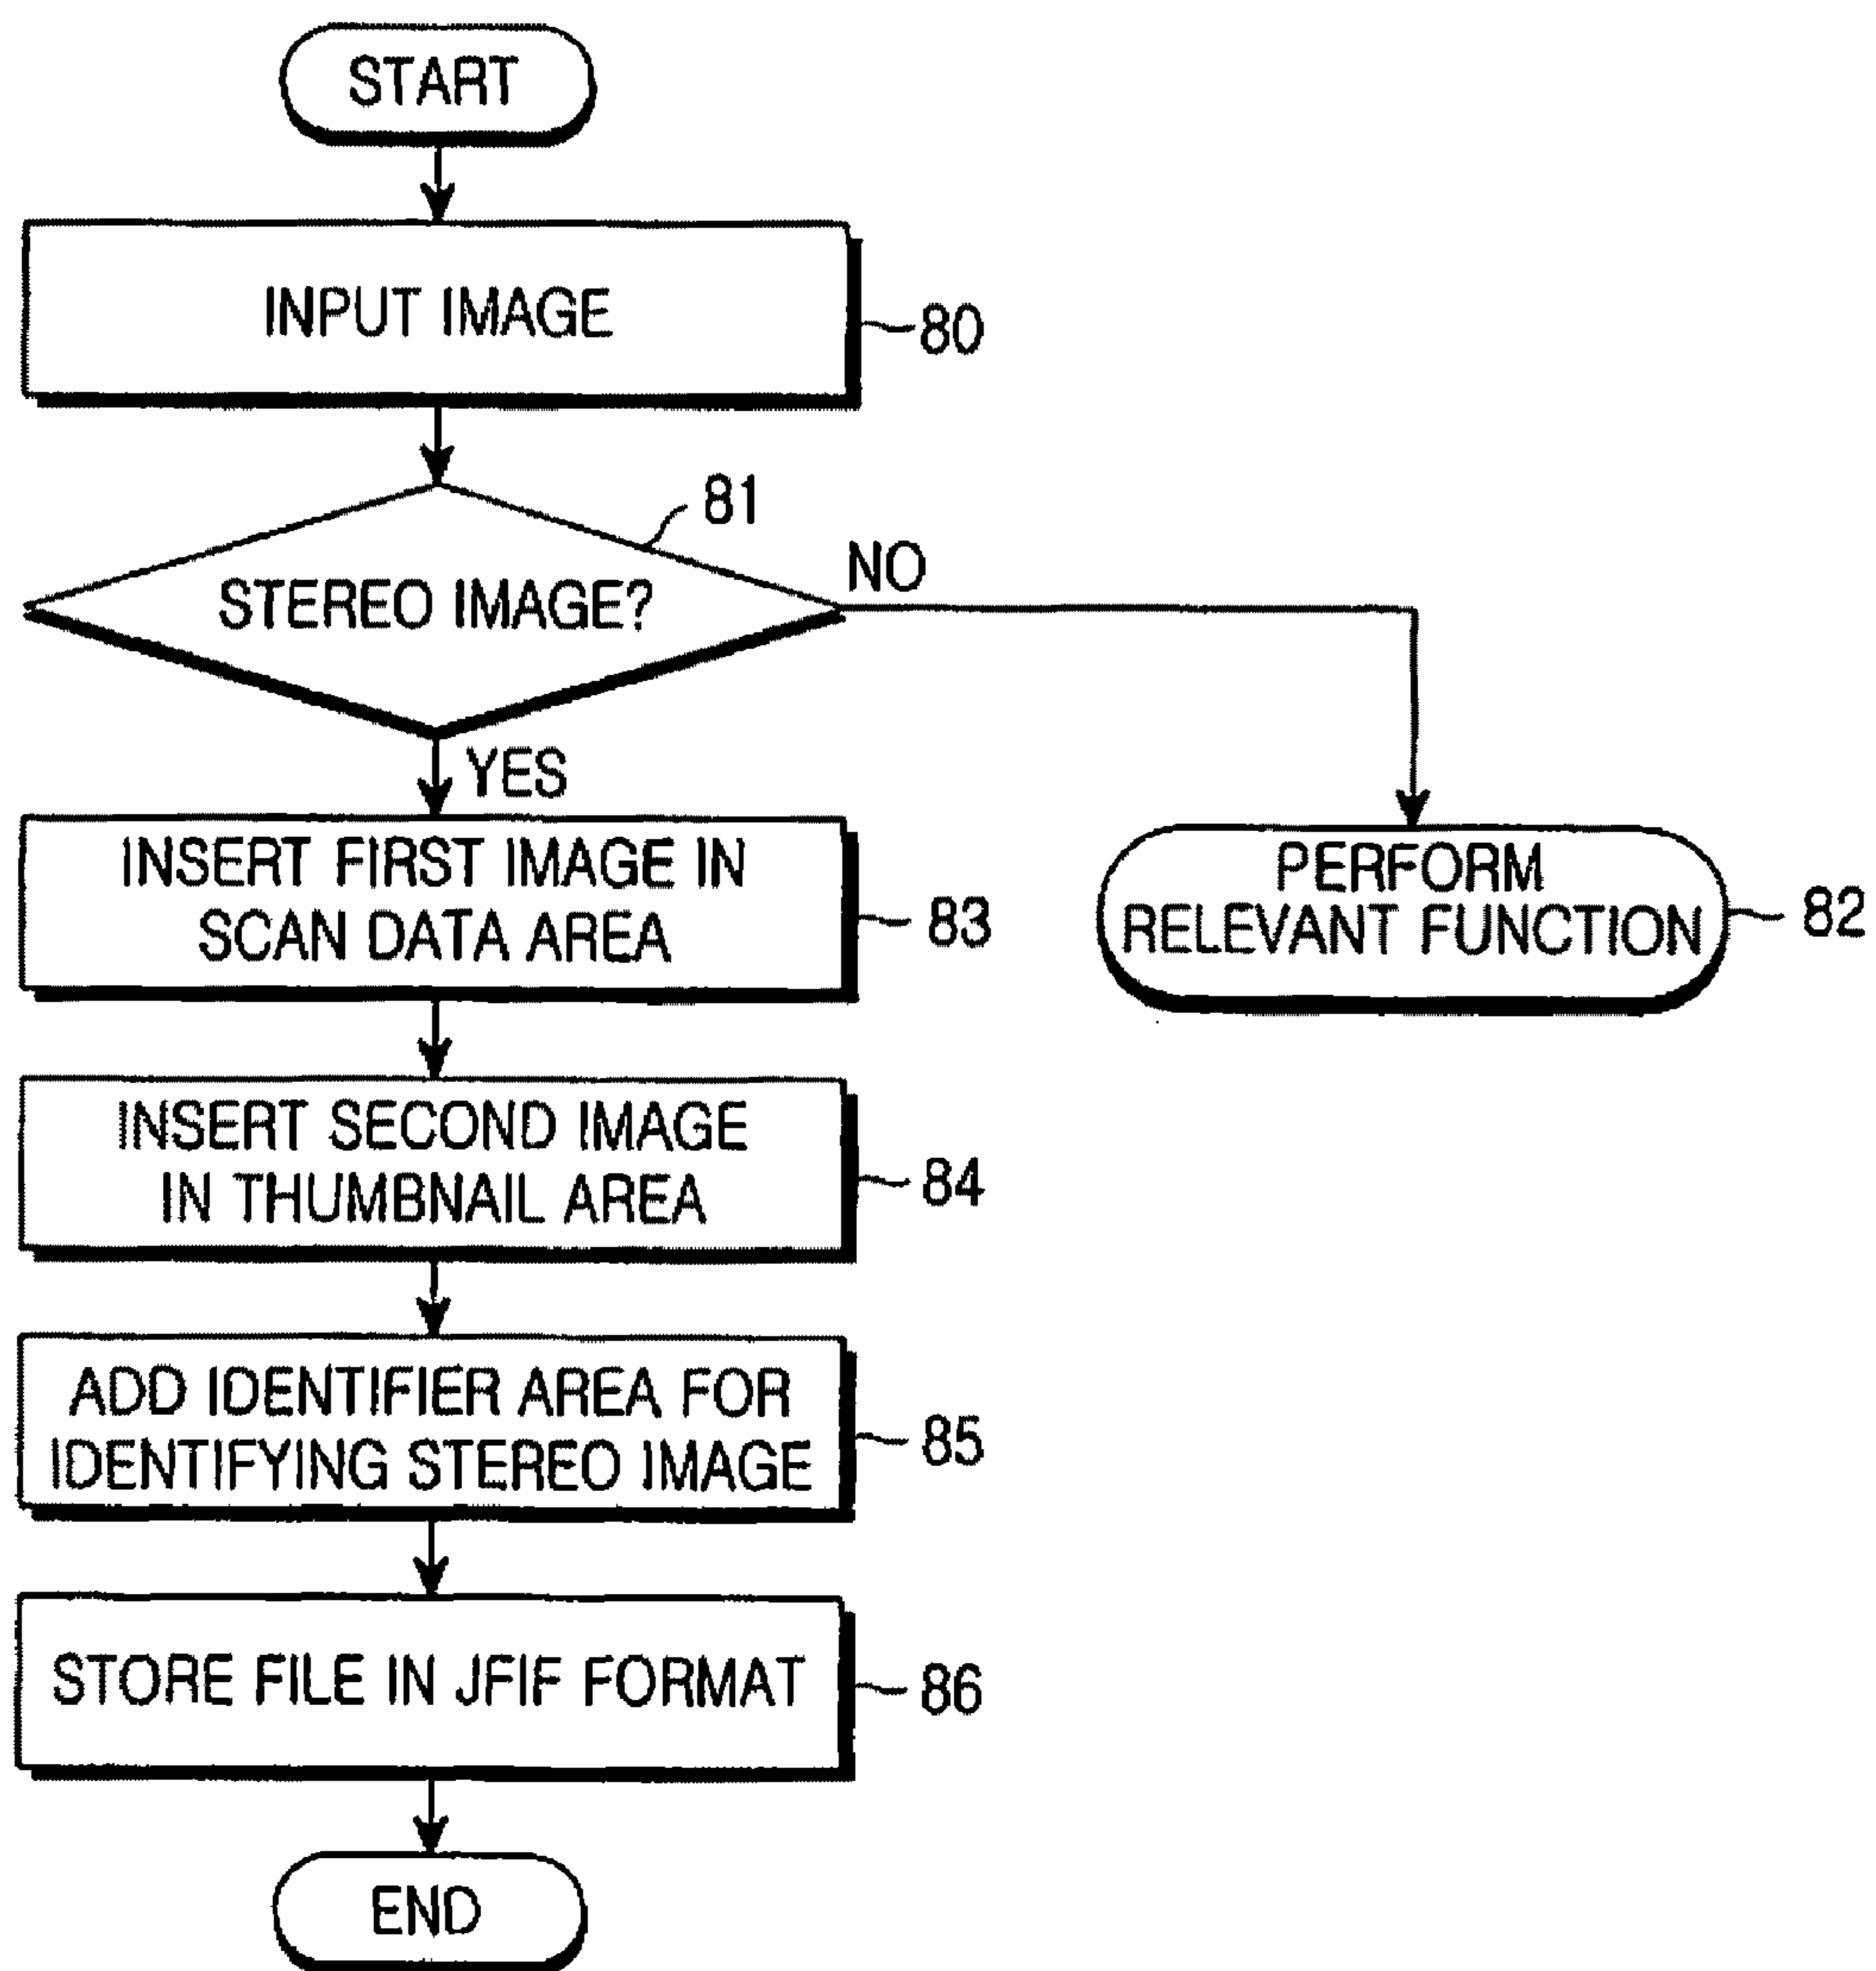 START
INPUT IMAGE
80
81
STEREO IMAGE?
NO
YES
INSERT FIRST IMAGE IN
SCAN DATA AREA
83
PERFORM
RELEVANT FUNCTION
82
INSERT SECOND IMAGE
IN THUMBNAIL AREA
84
ADD IDENTIFIER AREA FOR
IDENTIFYING STEREO IMAGE
85
STORE FILE IN JFIF FORMAT
86
END